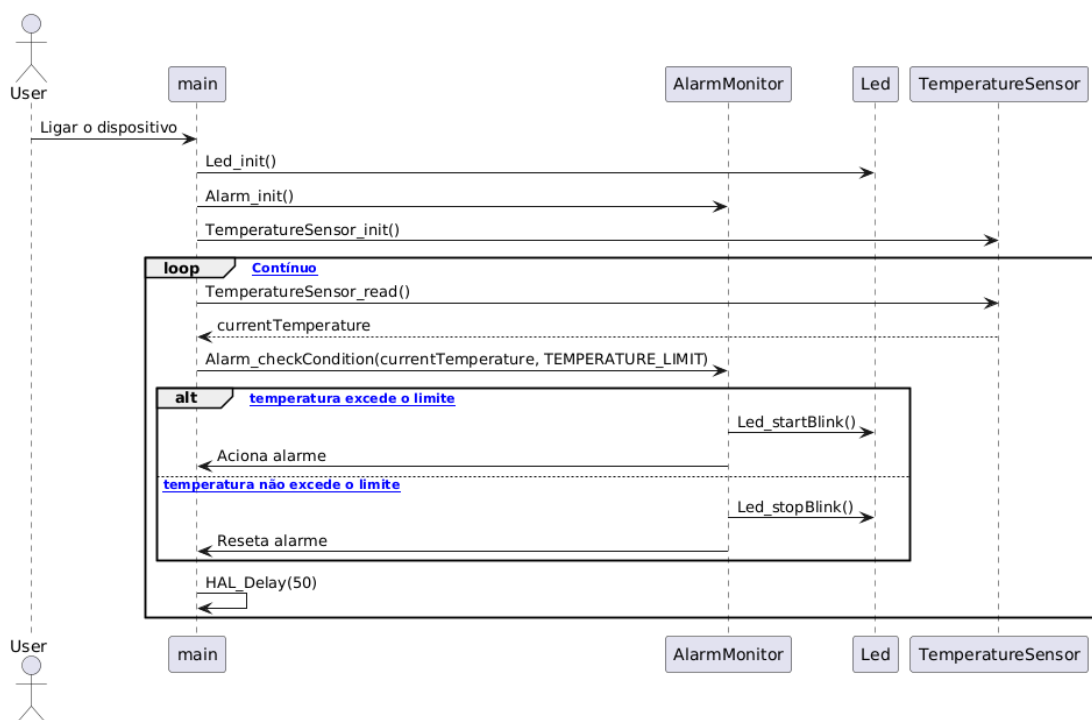 User
main
AlarmMonitor
Led
TemperatureSensor
Ligar o dispositivo
Led_init()
Alarm_init()
TemperatureSensor_init()
loop
Contínuo
TemperatureSensor_read()
currentTemperature
Alarm_checkCondition(currentTemperature, TEMPERATURE_LIMIT)
alt
temperatura excede o limite
Led_startBlink()
Aciona alarme
temperatura não excede o limite
Led_stopBlink()
Reseta alarme
HAL_Delay(50)
User
main
AlarmMonitor
Led
TemperatureSensor